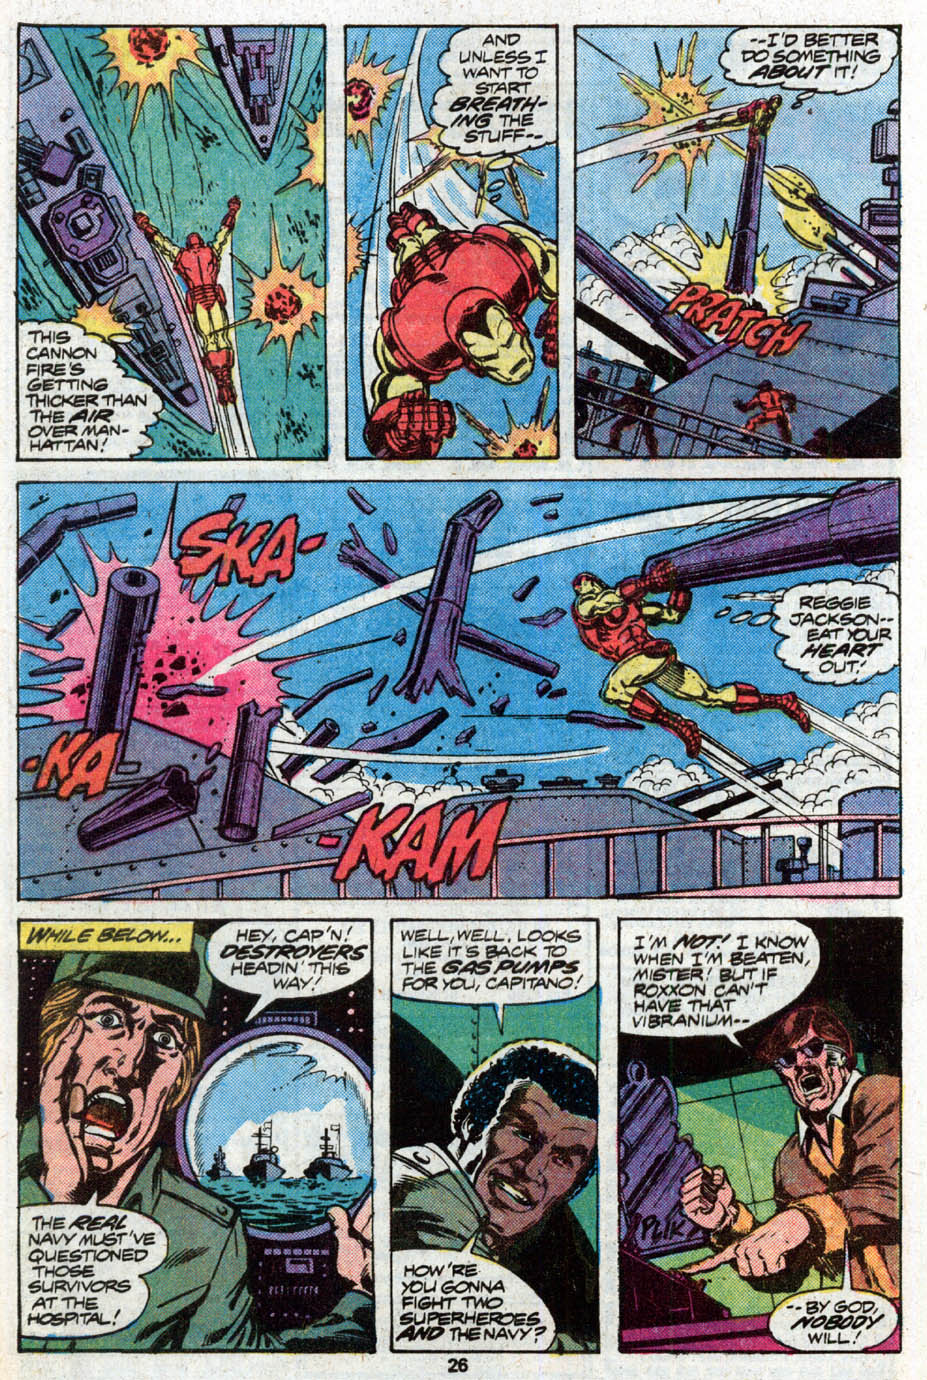 THIS
CANNON
FIRE'S
GETTING
THICKER THAN
THE AIR
OVER MAN-
HATTAN!
AND
UNLESS I
WANT TO
START
BREATH-
ING THE
STUFF--
--I'D BETTER
DO SOMETHING
ABOUT IT!
PRATCH
SKA-
-KA-
-KAM
REGGIE
JACKSON--
EAT YOUR
HEART
OUT!
WHILE BELOW...
HEY, CAP'N!
DESTROYERS
HEADIN' THIS
WAY!
THE REAL
NAVY MUST'VE
QUESTIONED
THOSE
SURVIVORS
AT THE
HOSPITAL!
WELL, WELL. LOOKS
LIKE IT'S BACK TO
THE GAS PUMPS
FOR YOU, CAPITANO!
HOW'RE
YOU GONNA
FIGHT TWO
SUPERHEROES
AND THE NAVY?
I'M NOT! I KNOW
WHEN I'M BEATEN,
MISTER! BUT IF
ROXXON CAN'T
HAVE THAT
VIBRANIUM--
PLIK
--BY GOD,
NOBODY
WILL!
26